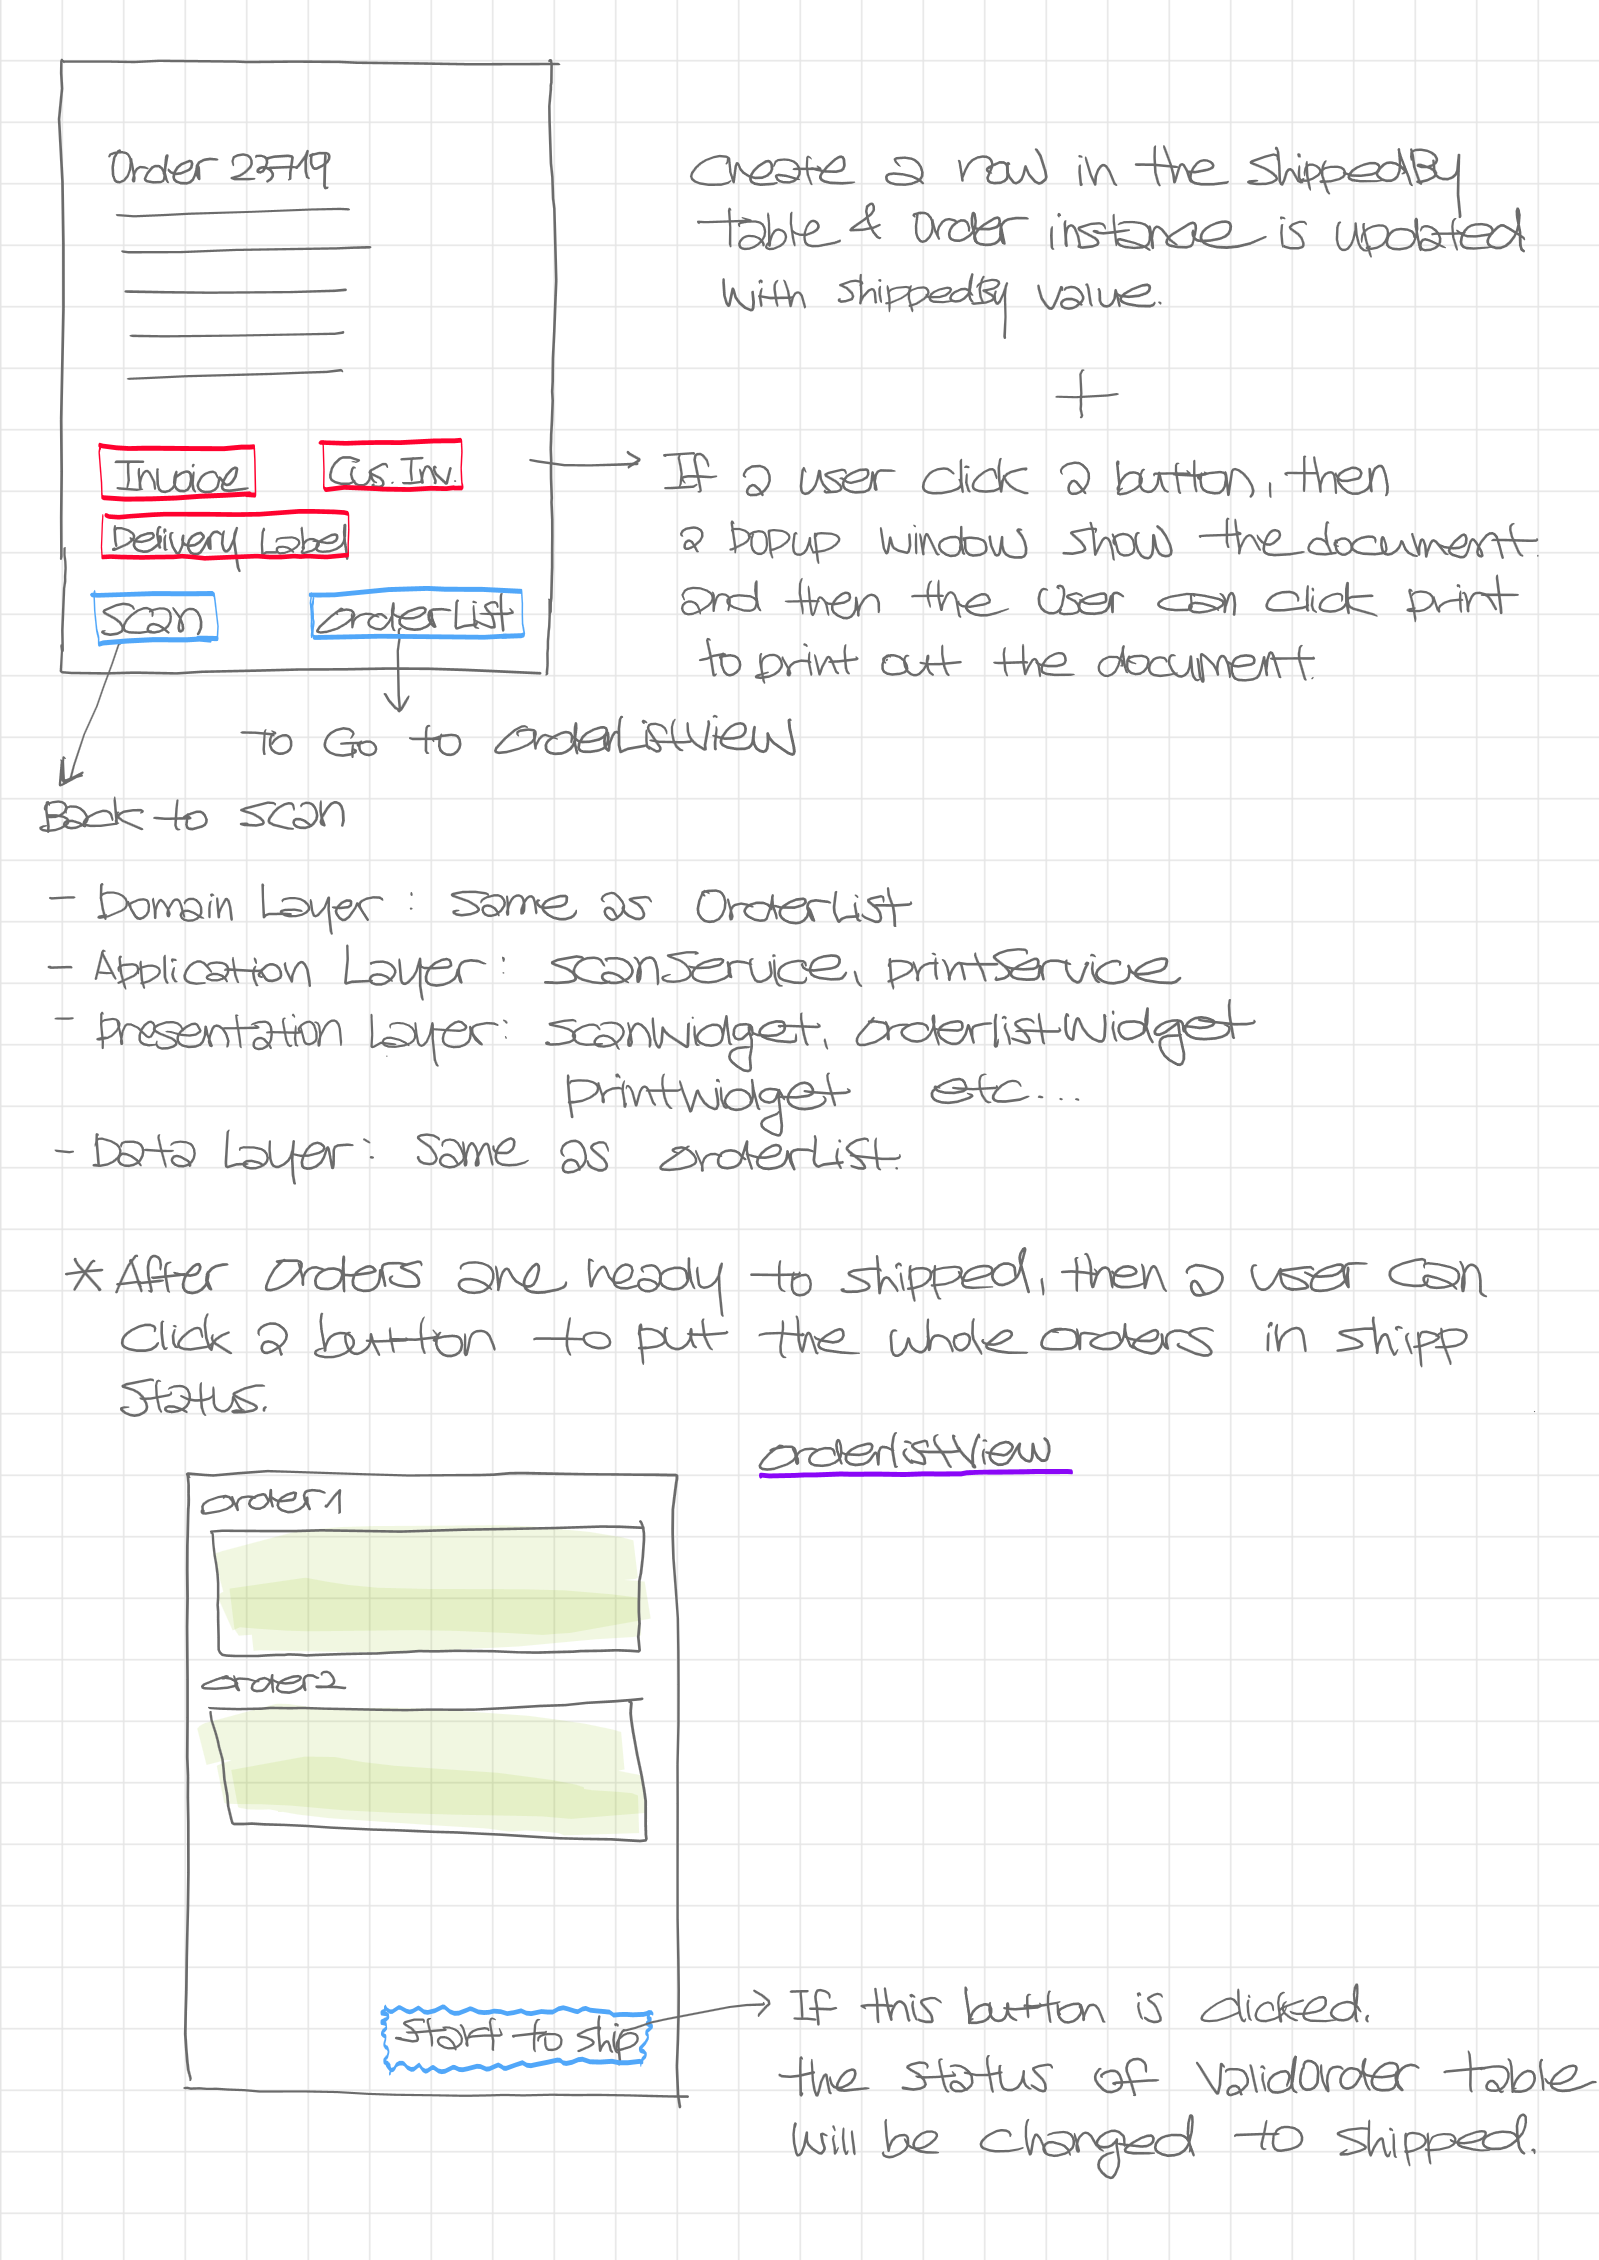 Order 23719
create a row in the shippedBy
table & Order instance is updated
with shippedBy value.
+
Invoice
Cus. Inv.
If a user click a button, then
Delivery Label
a popup window show the document
and then the user can click print
Scan
orderList
to print out the document.
To Go to orderListView
Back to scan
- Domain Layer : same as OrderList
- Application Layer : scanService, printService
- Presentation Layer : scanWidget, orderlistWidget
printWidget etc....
- Data Layer : same as orderList.
* After orders are ready to shipped, then a user can
click a button to put the whole orders in shipp
status.
orderlistView
order1
order2
start to ship
If this button is clicked.
the status of ValidOrder table
will be changed to shipped.